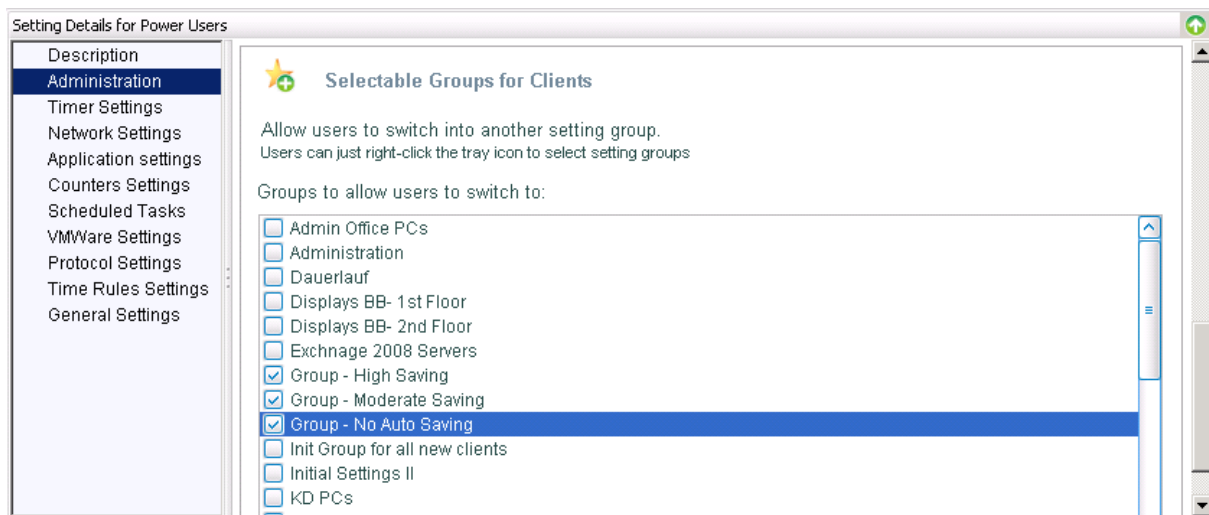 Setting Details for Power Users
Description
Administration
Timer Settings
Network Settings
Application settings
Counters Settings
Scheduled Tasks
VMWare Settings
Protocol Settings
Time Rules Settings
General Settings
Selectable Groups for Clients
Allow users to switch into another setting group.
Users can just right-click the tray icon to select setting groups
Groups to allow users to switch to:
Admin Office PCs
Administration
Dauerlauf
Displays BB- 1st Floor
Displays BB- 2nd Floor
Exchnage 2008 Servers
Group - High Saving
Group - Moderate Saving
Group - No Auto Saving
Init Group for all new clients
Initial Settings II
KD PCs